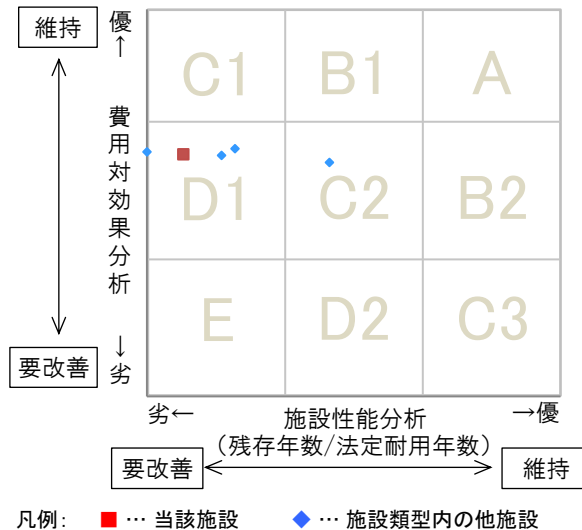 維持
優
↑
C1 B1 A
費用対効果分析
D1 C2 B2
E D2 C3
↓
劣
要改善
劣← 施設性能分析 →優
(残存年数/法定耐用年数)
要改善 維持
凡例: ■ … 当該施設 ◆ … 施設類型内の他施設